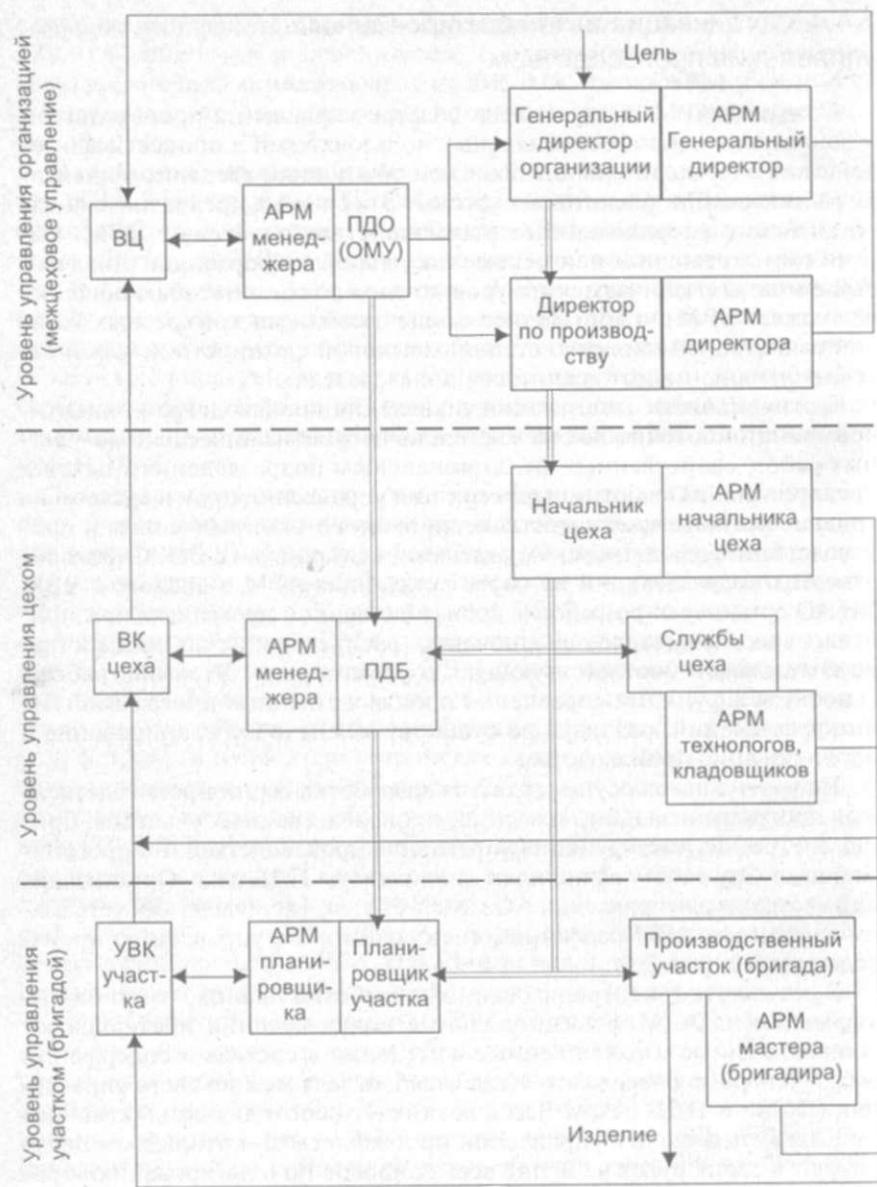 Уровень управления организацией
(межцеховое управление)
Цель
Генеральный
директор
организации
АРМ
Генеральный
директор
ВЦ
АРМ
менед-
жера
ПДО
(ОМУ)
Директор
по производ-
ству
АРМ
директора
Уровень управления цехом
Начальник
цеха
АРМ
начальника
цеха
ВК
цеха
АРМ
менед-
жера
ПДБ
Службы
цеха
АРМ
технологов,
кладовщиков
Уровень управления
участком (бригадой)
УВК
участ-
ка
АРМ
плани-
ровщи-
ка
Плани-
ровщик
участка
Производственный
участок (бригада)
АРМ
мастера
(бригадира)
Изделие